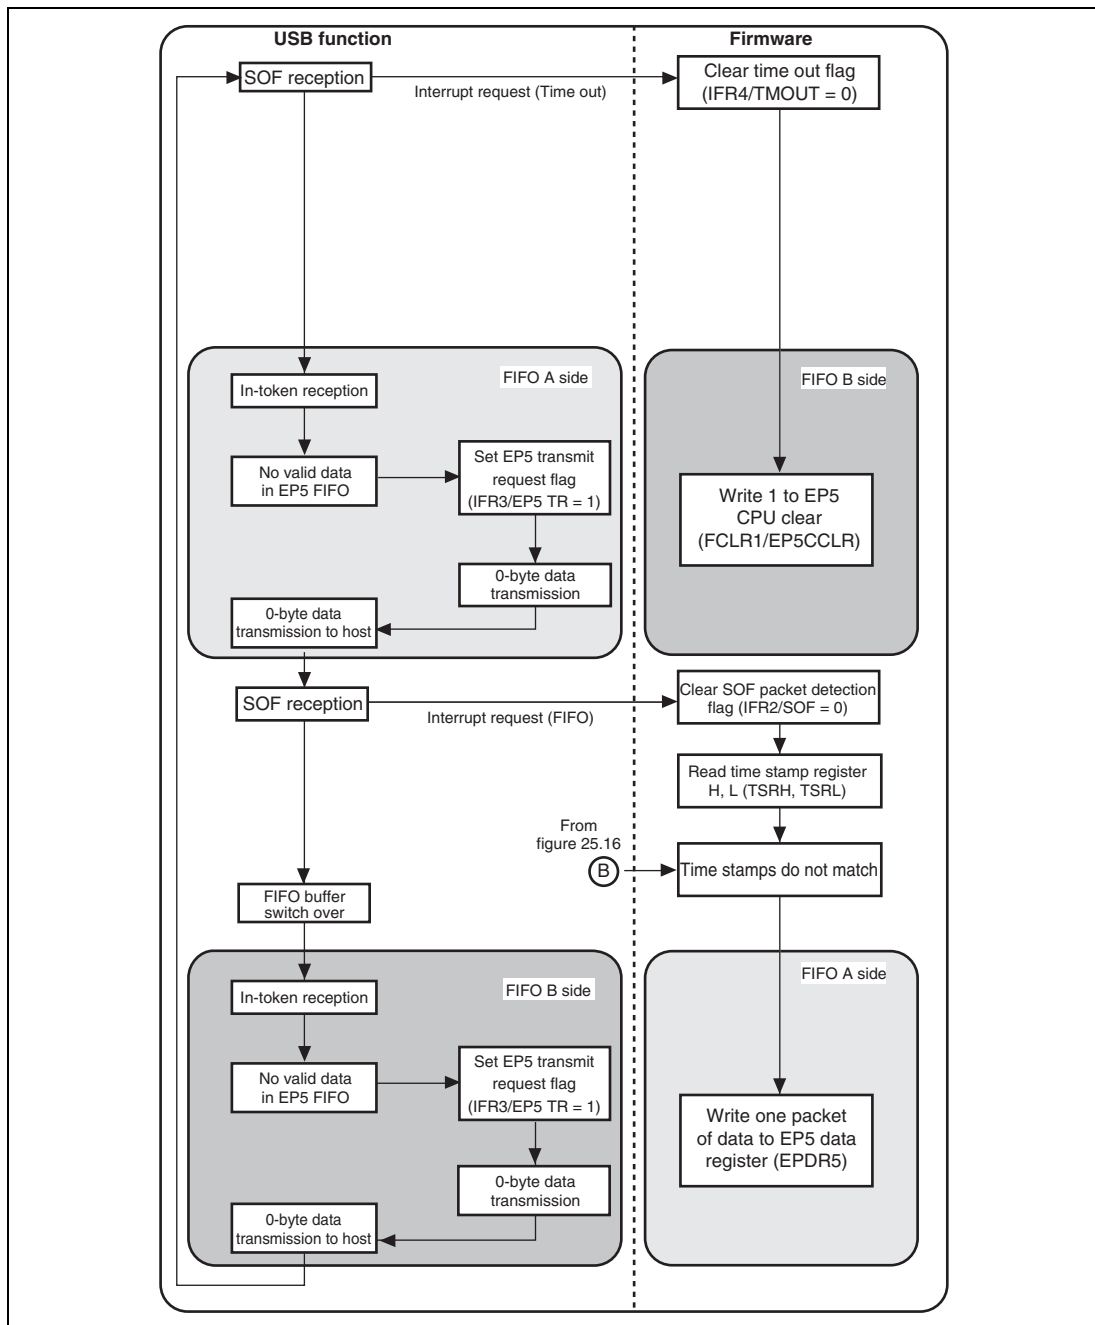 USB function
Firmware
SOF reception
Interrupt request (Time out)
Clear time out flag
(IFR4/TMOUT = 0)
FIFO A side
In-token reception
No valid data
in EP5 FIFO
Set EP5 transmit
request flag
(IFR3/EP5 TR = 1)
0-byte data
transmission
0-byte data
transmission to host
FIFO B side
Write 1 to EP5
CPU clear
(FCLR1/EP5CCLR)
SOF reception
Interrupt request (FIFO)
Clear SOF packet detection
flag (IFR2/SOF = 0)
Read time stamp register
H, L (TSRH, TSRL)
From
figure 25.16
B
Time stamps do not match
FIFO buffer
switch over
FIFO B side
In-token reception
No valid data
in EP5 FIFO
Set EP5 transmit
request flag
(IFR3/EP5 TR = 1)
0-byte data
transmission
0-byte data
transmission to host
FIFO A side
Write one packet
of data to EP5 data
register (EPDR5)